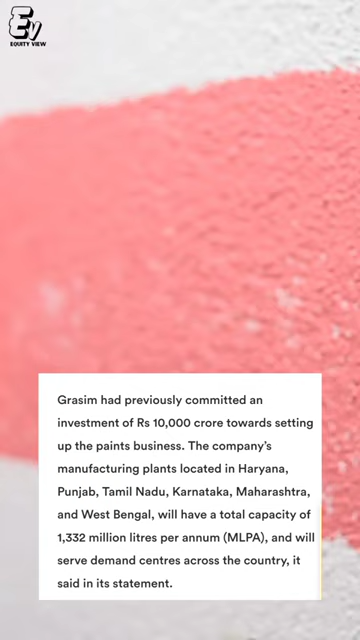 Ev
EQUITY VIEW
Grasim had previously committed an
investment of Rs 10,000 crore towards setting
up the paints business. The company's
manufacturing plants located in Haryana,
Punjab, Tamil Nadu, Karnataka, Maharashtra,
and West Bengal, will have a total capacity of
1,332 million litres per annum (MLPA), and will
serve demand centres across the country, it
said in its statement.